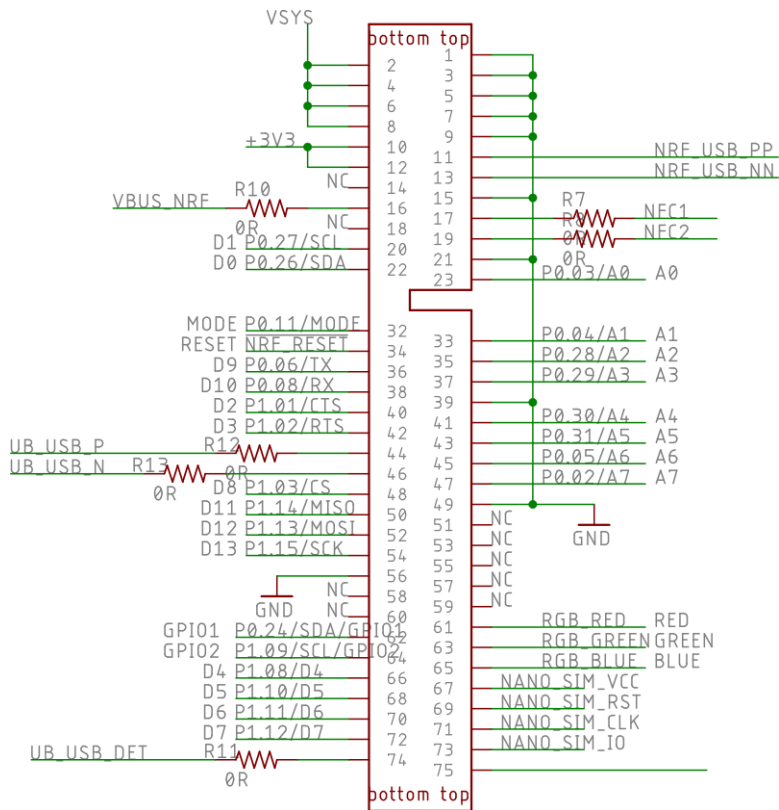 VSYS
bottom top
1
2
3
4
5
6
7
8
9
+3V3 10
11 NRF_USB_PP
12
13 NRF_USB_NN
NC 14
15
R10
R7
VBUS_NRF 16
17 NFC1
0R
R8
NC 18
19 NFC2
0R
D1 P0.27/SCL 20
21
0R
D0 P0.26/SDA 22
23 P0.03/A0 A0
MODE P0.11/MODE 32
33 P0.04/A1 A1
RESET NRF_RESET 34
35 P0.28/A2 A2
D9 P0.06/TX 36
37 P0.29/A3 A3
D10 P0.08/RX 38
39
D2 P1.01/CTS 40
41 P0.30/A4 A4
D3 P1.02/RTS 42
43 P0.31/A5 A5
UB_USB_P R12 44
45 P0.05/A6 A6
0R
UB_USB_N R13 46
47 P0.02/A7 A7
0R
D8 P1.03/CS 48
49
D11 P1.14/MISO 50
51 NC
GND
D12 P1.13/MOSI 52
53 NC
D13 P1.15/SCK 54
55 NC
56
57 NC
GND
NC 58
59 NC
NC 60
61 RGB_RED RED
GPIO1 P0.24/SDA/GPIO1 62
63 RGB_GREEN GREEN
GPIO2 P1.09/SCL/GPIO2 64
65 RGB_BLUE BLUE
D4 P1.08/D4 66
67 NANO_SIM_VCC
D5 P1.10/D5 68
69 NANO_SIM_RST
D6 P1.11/D6 70
71 NANO_SIM_CLK
D7 P1.12/D7 72
73 NANO_SIM_IO
UB_USB_DET R11 74
75
0R
bottom top